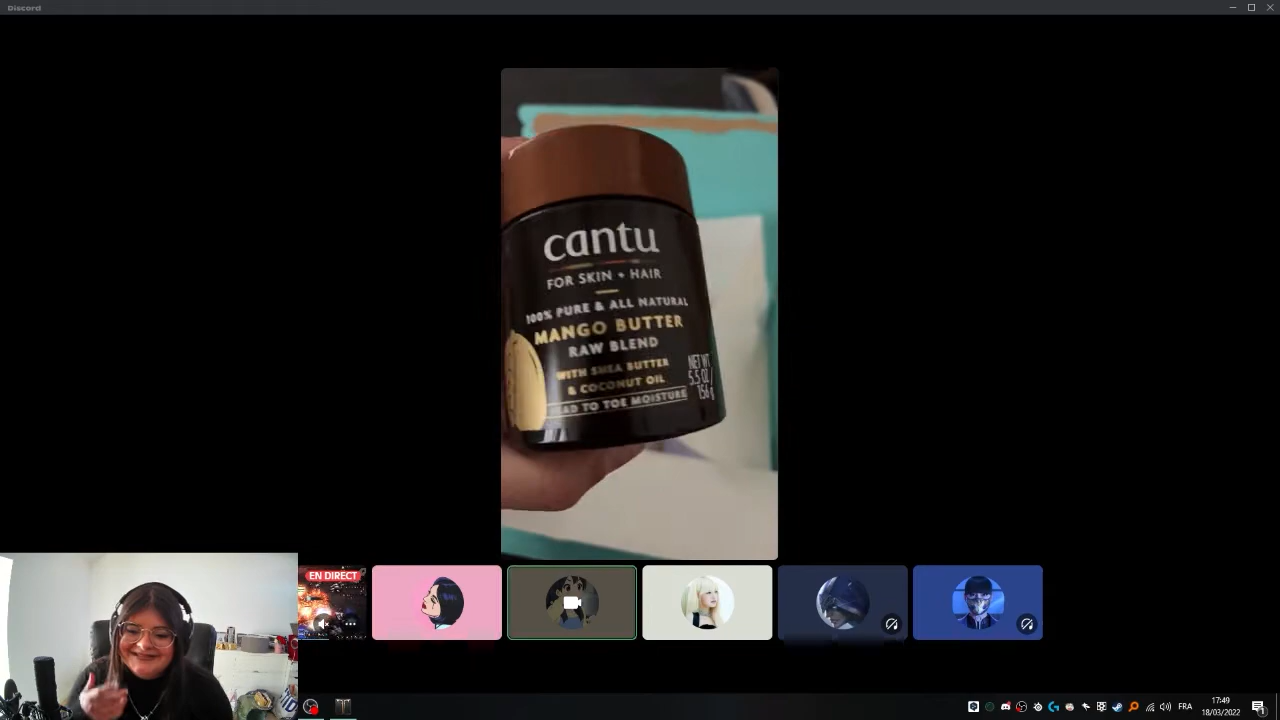 Discord
cantu
FOR SKIN + HAIR
100% PURE & ALL NATURAL
MANGO BUTTER
RAW BLEND
WITH SHEA BUTTER
& COCONUT OIL
HEAD TO TOE MOISTURE
NET WT
5.5 OZ /
156 g
EN DIRECT
FRA
17:49
18/03/2022